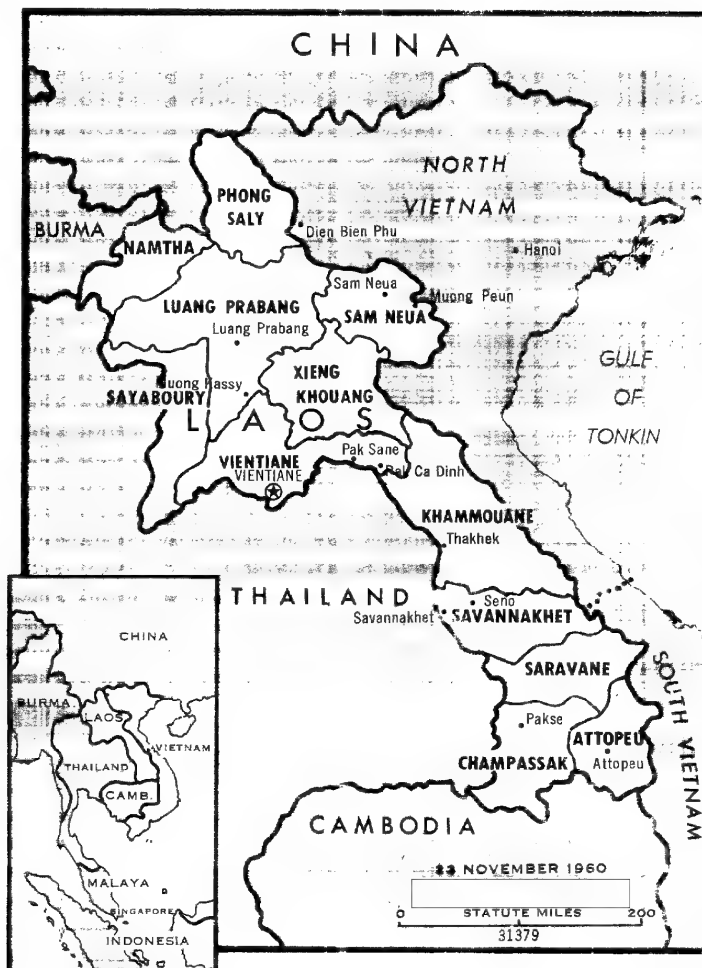 CHINA
NORTH
VIETNAM
PHONG
SALY
BURMA
NAMTHA
Dien Bien Phu
Hanoi
Sam Neua
Muong Peun
LUANG PRABANG
SAM NEUA
Luang Prabang
GULF
OF
TONKIN
XIENG
KHOUANG
SAYABOURY
LAOS
Pak Sane
VIENTIANE
VIENTIANE
Pak Ca Dinh
KHAMMOUANE
Thakhek
THAILAND
Seno
Savannakhet
SAVANNAKHET
SARAVANE
SOUTH VIETNAM
Pakse
ATTOPEU
CHAMPASSAK
Attopeu
CAMBODIA
NOVEMBER 1960
0 200
STATUTE MILES
31379
CHINA
BURMA
LAOS
VIETNAM
THAILAND
CAMB.
MALAYA
SINGAPORE
INDONESIA